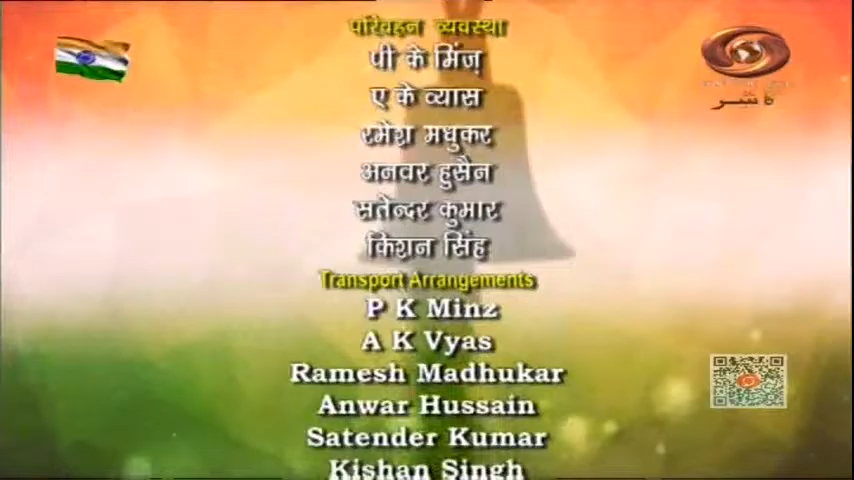 परिवहन व्यवस्था
पी के मिंज़
ए के व्यास
रमेश मधुकर
अनवर हुसैन
सतेन्दर कुमार
किशन सिंह
Transport Arrangements
P K Minz
A K Vyas
Ramesh Madhukar
Anwar Hussain
Satender Kumar
Kishan Singh